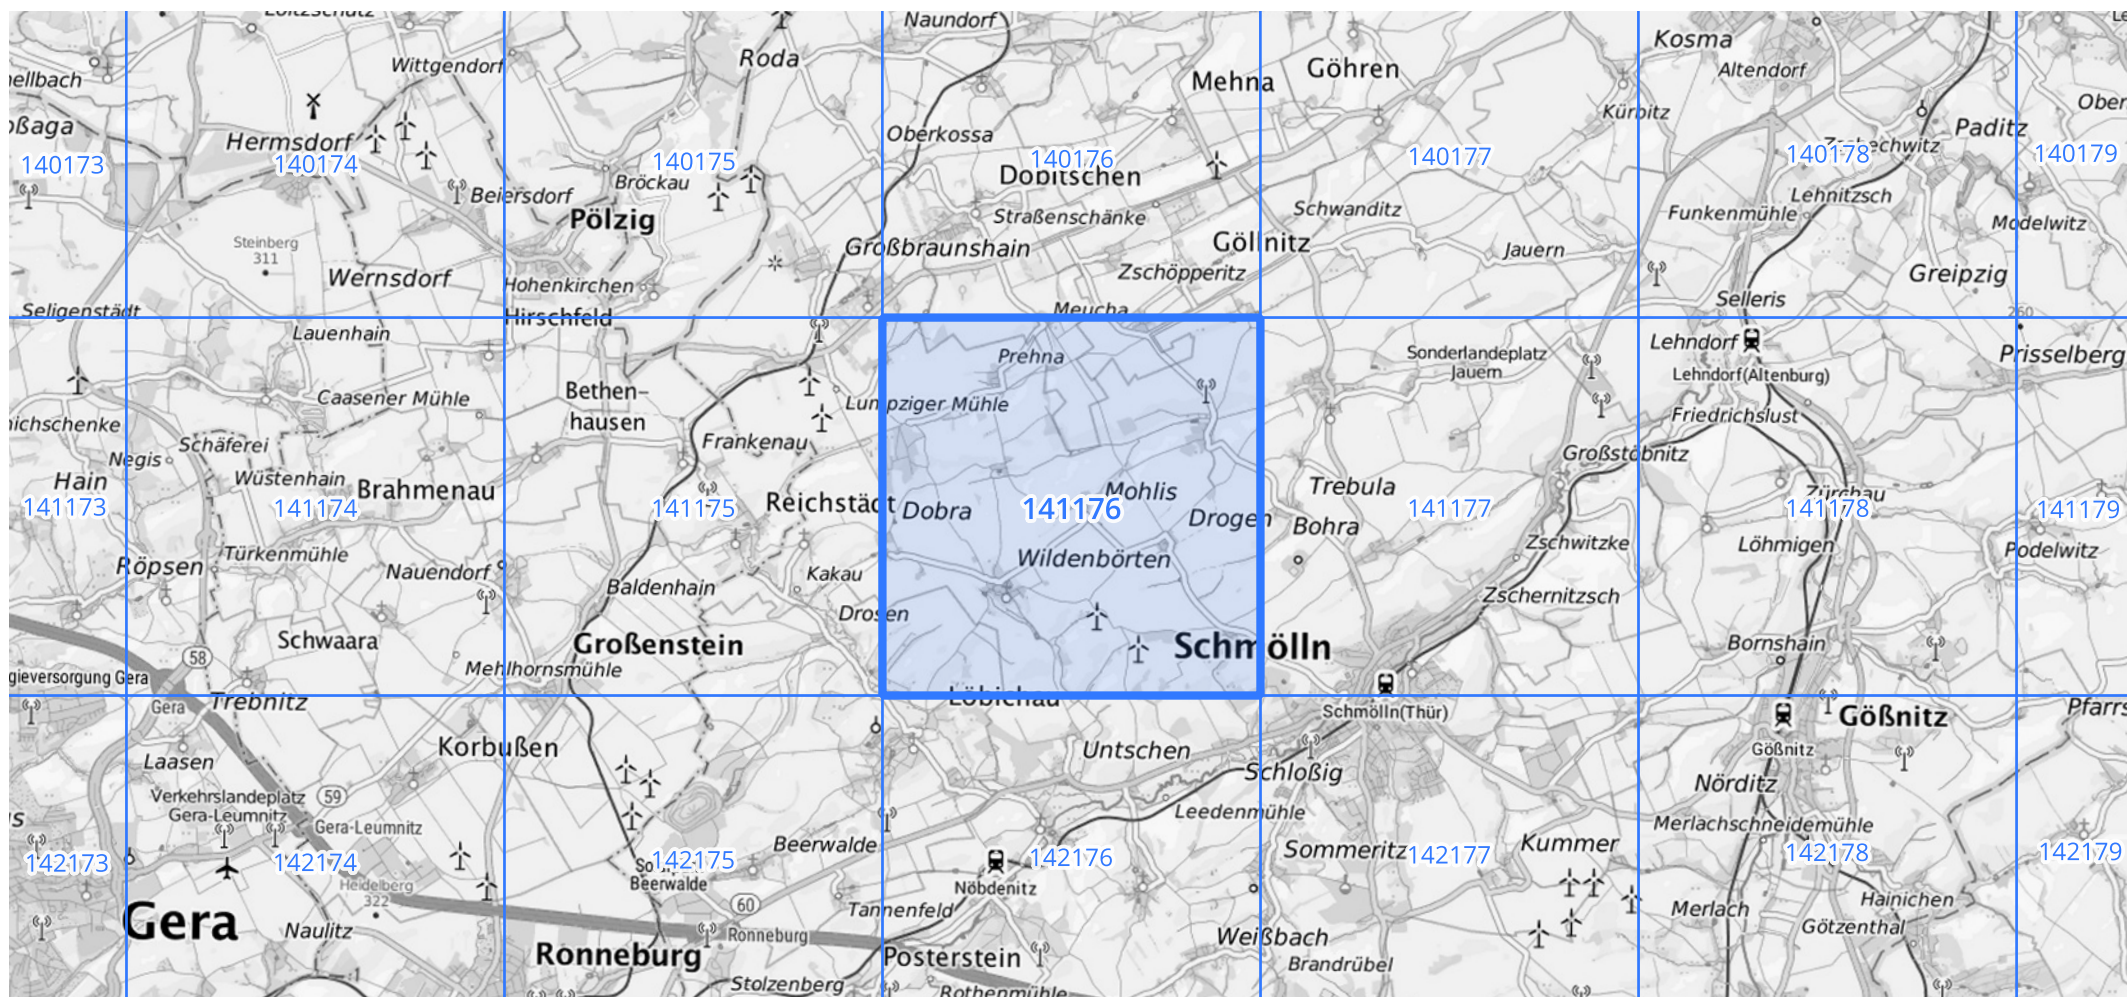 Naundorf
Kosma
Wittgendorf
Roda
Göhren
Altendorf
Mehna
Hermsdorf
Oberkossa
Kürbitz
Paditz
140173
140174
140175
140176
140177
140178
140179
Dobitschen
Beiersdorf
Bröckau
Pölzig
Straßenschänke
Schwanditz
Lehnitzsch
Funkenmühle
Modelwitz
Steinberg
311
Großbraunshain
Göllnitz
Jauern
Wernsdorf
Zschöpperitz
Greipzig
Hohenkirchen
Selleris
Seligenstädt
Meucha
Hirschfeld
260
Lauenhain
Lehndorf
Prehna
Sonderlandeplatz
Jauern
Prisselberg
Lehndorf(Altenburg)
Bethen-
hausen
Caasener Mühle
Lumpziger Mühle
Friedrichslust
nichschenke
Schäferei
Frankenau
Großstöbnitz
Negis
Hain
Wüstenhain
Brahmenau
Reichstädt
Dobra
Mohlis
Trebula
Zürchau
141173
141174
141175
141176
141177
141178
141179
Drogen
Bohra
Türkenmühle
Röpsen
Nauendorf
Wildenbörten
Zschwitzke
Löhmigen
Podelwitz
Baldenhain
Kakau
Zschernitzsch
Drosen
Schwaara
Großenstein
Schmölln
Bornshain
58
Mehlhornsmühle
gieversorgung Gera
Trebnitz
Gera
Löbichau
Schmölln(Thür)
Gößnitz
Pfarrs
Korbußen
Untschen
Gößnitz
Laasen
Schloßig
Nörditz
Verkehrslandeplatz
Gera-Leumnitz
59
Leedenmühle
Gera-Leumnitz
Merlachschneidemühle
Beerwalde
Sommeritz
Kummer
142173
142174
142175
142176
142177
142178
142179
Beerwalde
Heidelberg
322
Nöbdenitz
Hainichen
60
Tannenfeld
Merlach
Gera
Naulitz
Ronneburg
Weißbach
Götzenthal
Ronneburg
Posterstein
Brandrübel
Stolzenberg
Rothenmühle